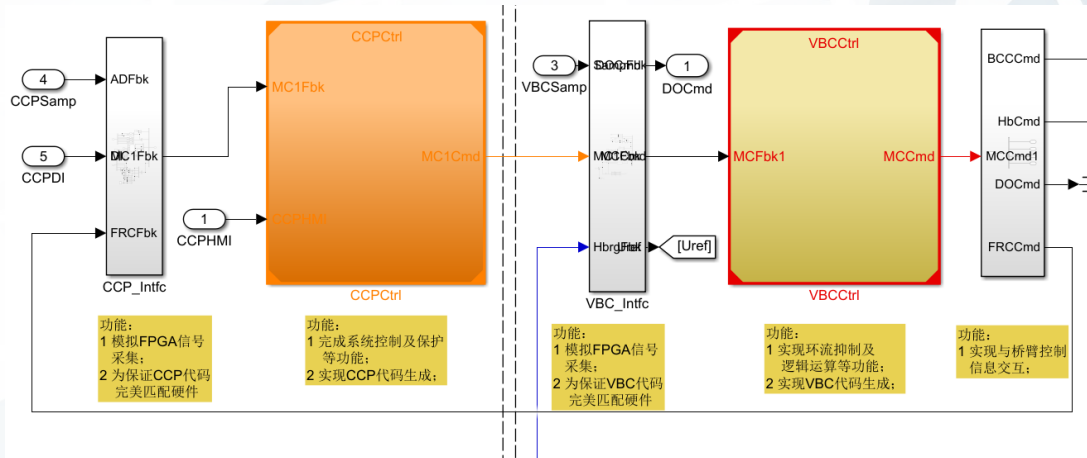 CCPCtrl
VBCCtrl
4
CCPSamp
ADFbk
MC1Fbk
3
VBCSamp
1
DOCmd
BCCCmd
HbCmd
5
CCPDI
MC1Fbk
MC1Cmd
MCFbk1
MCCmd
MCCmd1
DOCmd
1
CCPHMI
CCPHMI
FRCFbk
HbrgFbk
Uref
[Uref]
FRCCmd
CCP_Intfc
CCPCtrl
VBC_Intfc
VBCCtrl
功能：
1 模拟FPGA信号
采集；
2 为保证CCP代码
完美匹配硬件
功能：
1 完成系统控制及保护
等功能；
2 实现CCP代码生成；
功能：
1 模拟FPGA信号
采集；
2 为保证VBC代码
完美匹配硬件
功能：
1 实现环流抑制及
逻辑运算等功能；
2 实现VBC代码生成；
功能：
1 实现与桥臂控制
信息交互；